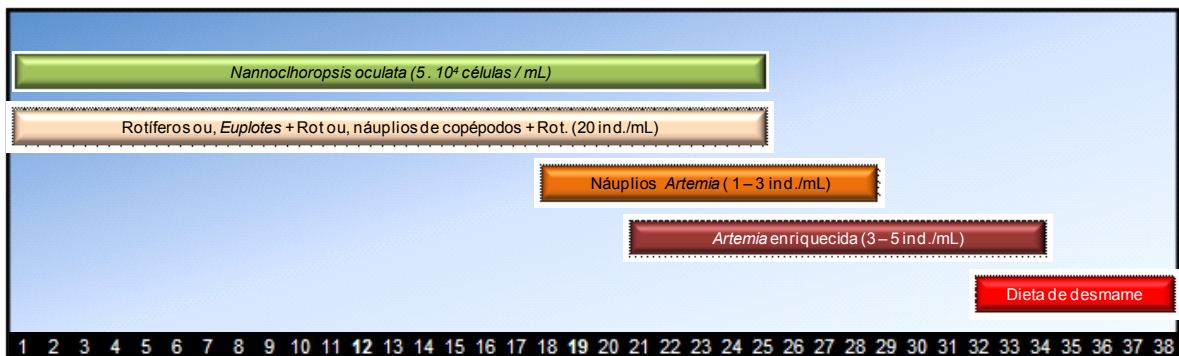 Nannoclhoropsis oculata (5 . 10⁴ células / mL)
Rotíferos ou, Euplotes + Rot ou, náuplios de copépodos + Rot. (20 ind./mL)
Náuplios Artemia ( 1 – 3 ind./mL)
Artemia enriquecida (3 – 5 ind./mL)
Dieta de desmame
1 2 3 4 5 6 7 8 9 10 11 12 13 14 15 16 17 18 19 20 21 22 23 24 25 26 27 28 29 30 31 32 33 34 35 36 37 38